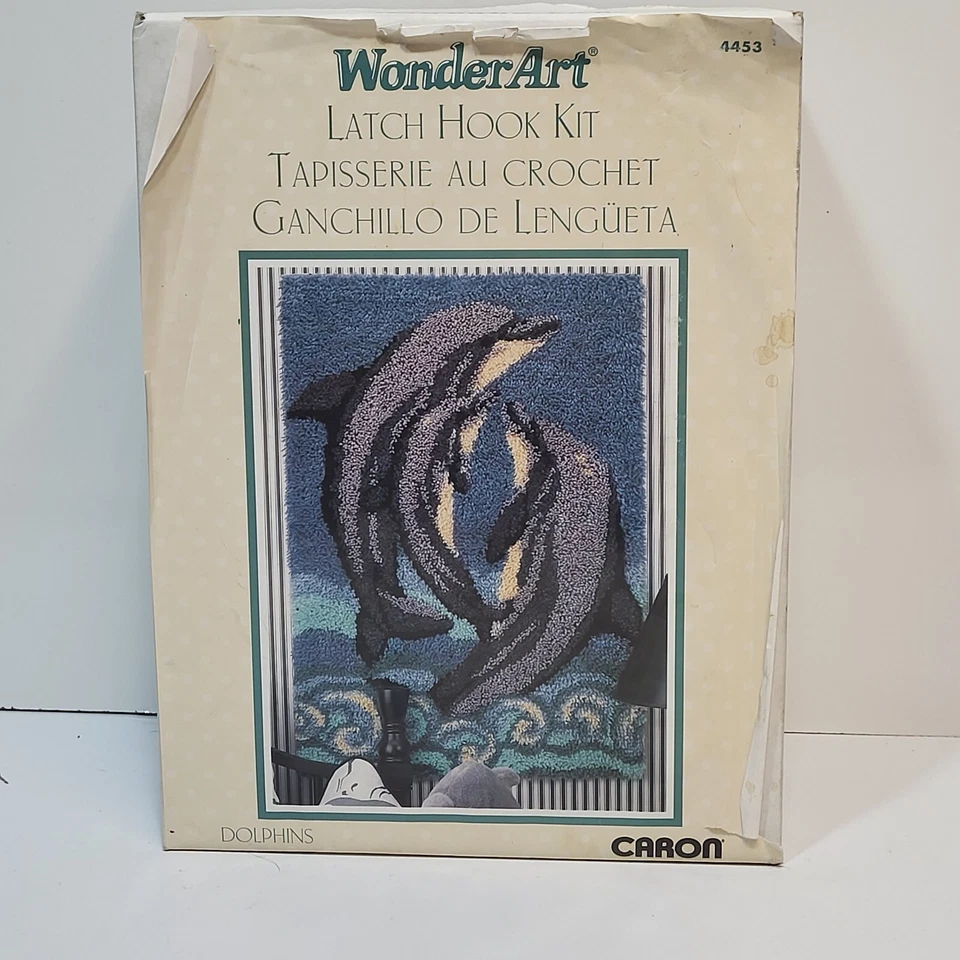 4453
WonderArt®
LATCH HOOK KIT
TAPISSERIE AU CROCHET
GANCHILLO DE LENGÜETA
DOLPHINS
CARON